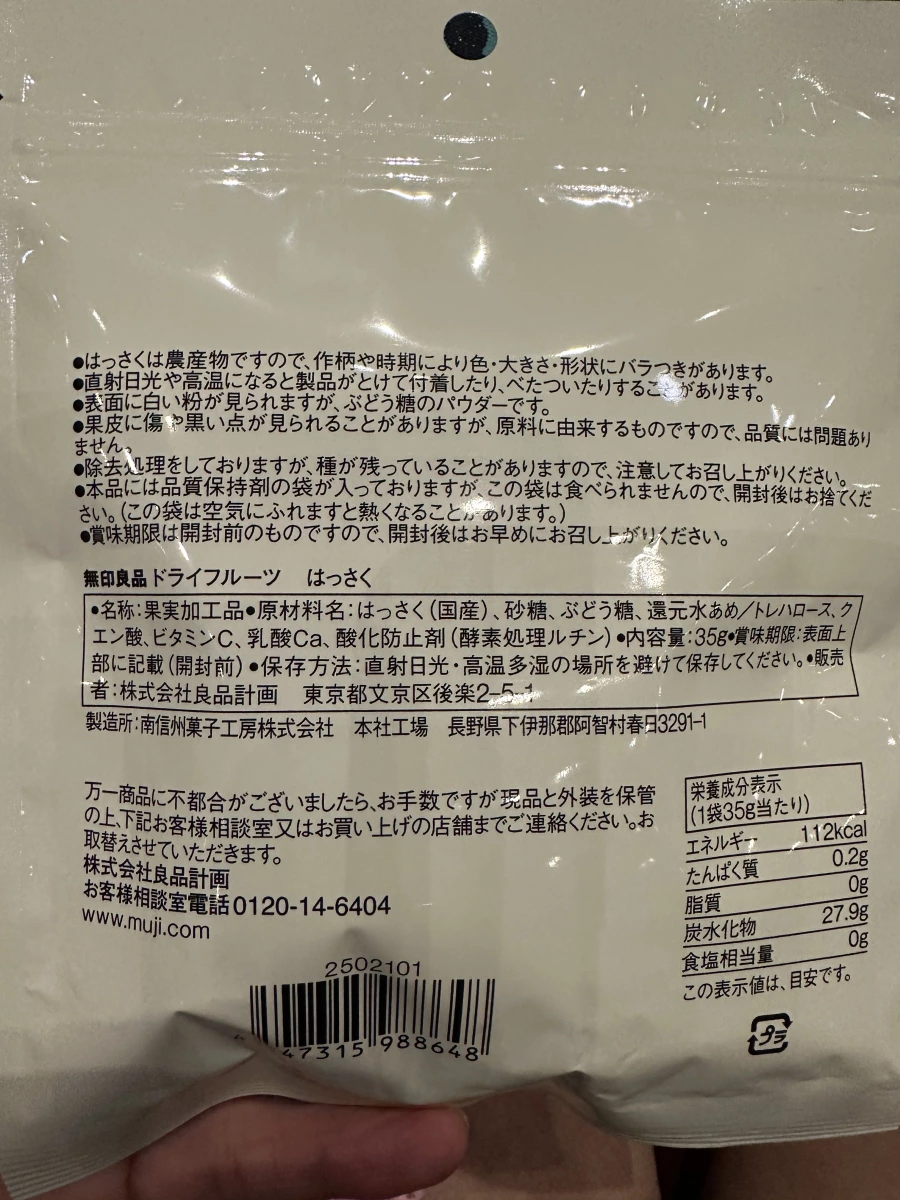 ●はっさくは農産物ですので、作柄や時期により色・大きさ・形状にバラつきがあります。
●直射日光や高温になると製品がとけて付着したり、べたついたりすることがあります。
●表面に白い粉が見られますが、ぶどう糖のパウダーです。
●果皮に傷や黒い点が見られることがありますが、原料に由来するものですので、品質には問題あり
ません。
●除去処理をしておりますが、種が残っていることがありますので、注意してお召し上がりください。
●本品には品質保持剤の袋が入っておりますが、この袋は食べられませんので、開封後はお捨てくだ
さい。(この袋は空気にふれますと熱くなることがあります。)
●賞味期限は開封前のものですので、開封後はお早めにお召し上がりください。
無印良品 ドライフルーツ はっさく
●名称:果実加工品●原材料名:はっさく(国産)、砂糖、ぶどう糖、還元水あめ/トレハロース、ク
エン酸、ビタミンC、乳酸Ca、酸化防止剤(酵素処理ルチン)●内容量:35g●賞味期限:表面上
部に記載(開封前)●保存方法:直射日光・高温多湿の場所を避けて保存してください。●販売
者:株式会社良品計画 東京都文京区後楽2-5-1
製造所:南信州菓子工房株式会社 本社工場 長野県下伊那郡阿智村春日3291-1
万一商品に不都合がございましたら、お手数ですが現品と外装を保管
の上、下記お客様相談室又はお買い上げの店舗までご連絡ください。お
取替えさせていただきます。
株式会社良品計画
お客様相談室電話0120-14-6404
www.muji.com
栄養成分表示
(1袋35g当たり)
エネルギー 112kcal
たんぱく質 0.2g
脂質 0g
炭水化物 27.9g
食塩相当量 0g
この表示値は、目安です。
プラ
2502101
47315 988648